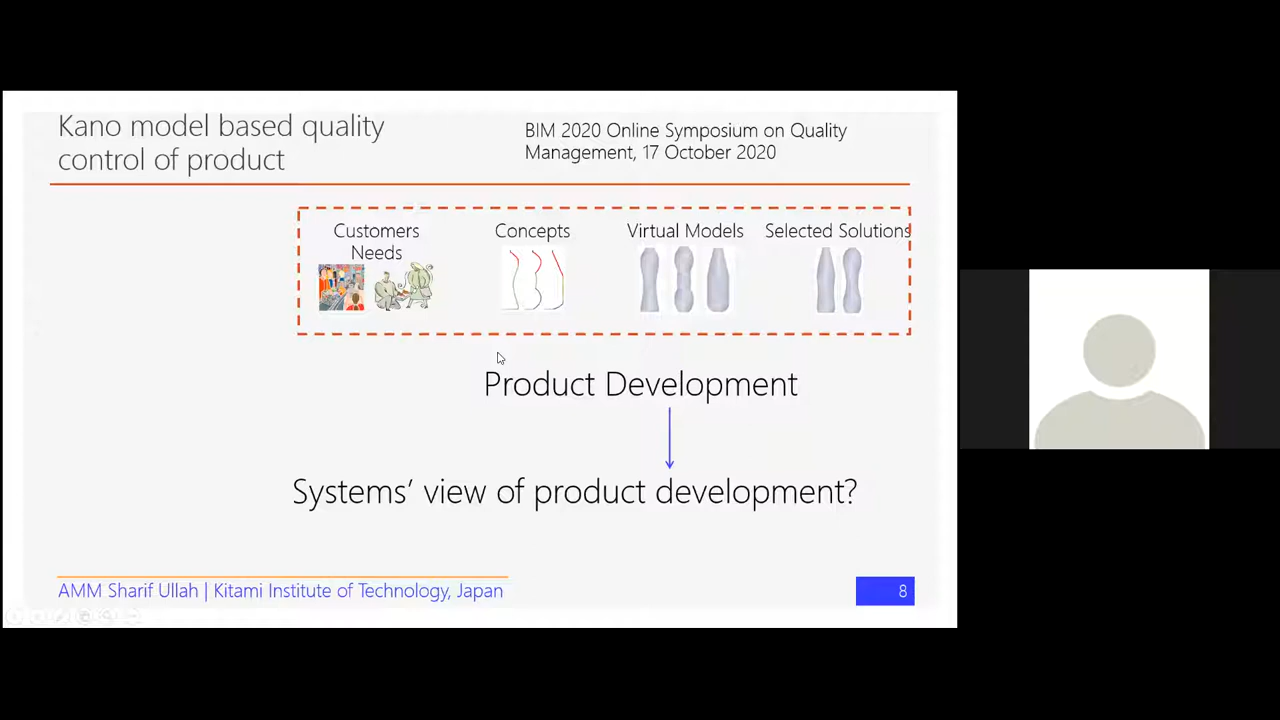 Kano model based quality
control of product
BIM 2020 Online Symposium on Quality
Management, 17 October 2020
Customers
Needs
Concepts
Virtual Models
Selected Solutions
Product Development
Systems’ view of product development?
AMM Sharif Ullah | Kitami Institute of Technology, Japan
8